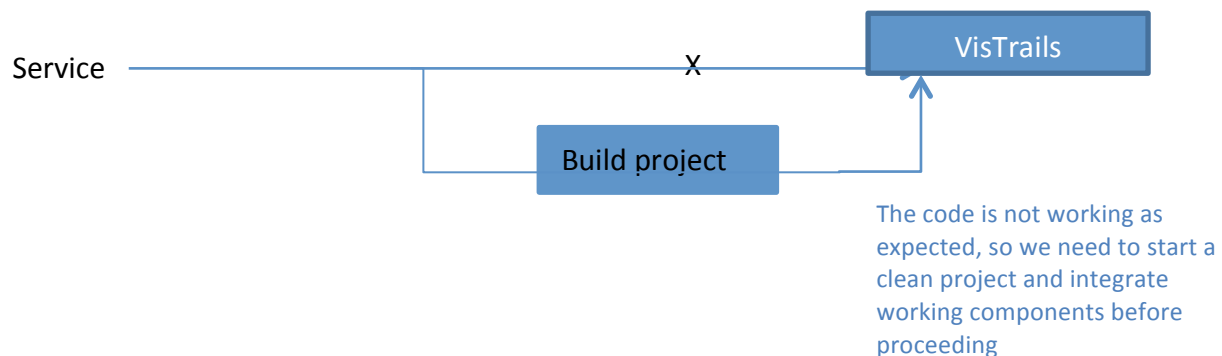 VisTrails
Service
X
Build project
The code is not working as
expected, so we need to start a
clean project and integrate
working components before
proceeding